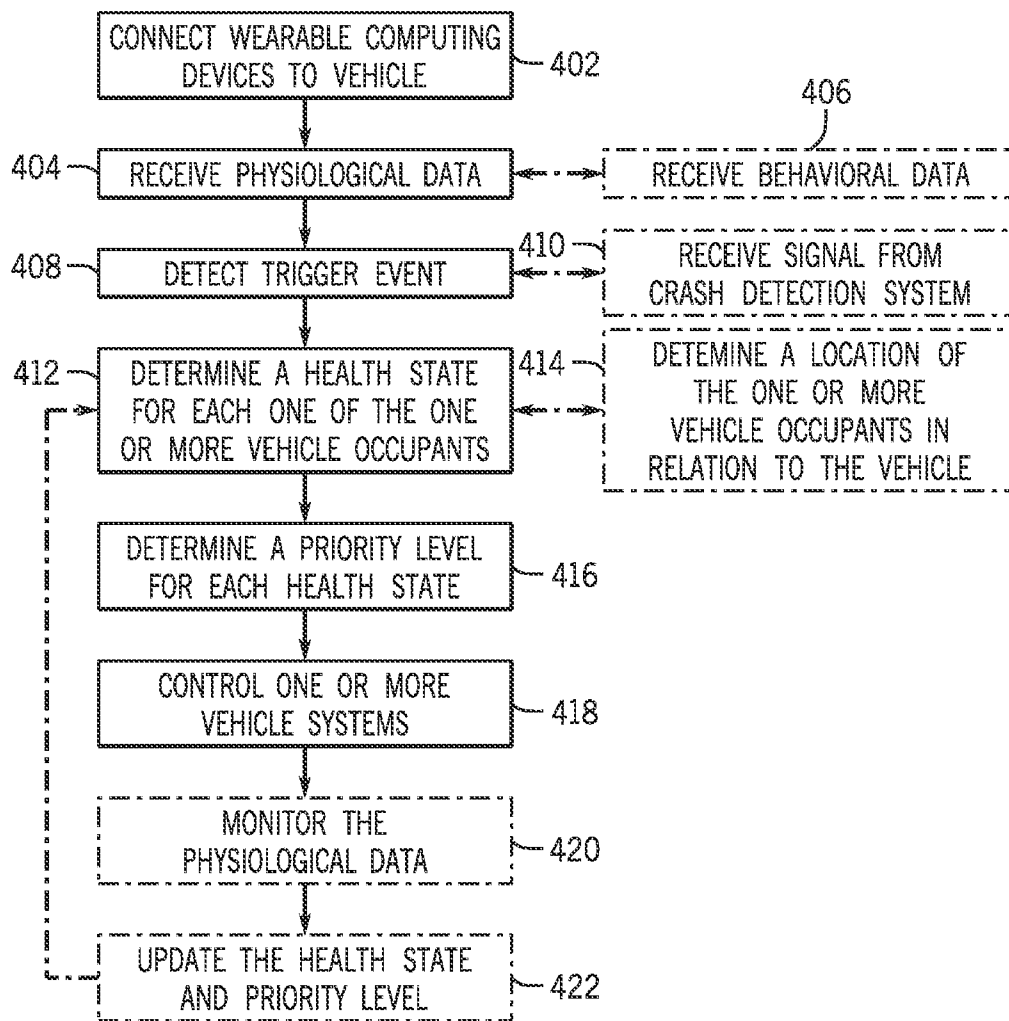 CONNECT WEARABLE COMPUTING
DEVICES TO VEHICLE
402
406
404
RECEIVE PHYSIOLOGICAL DATA
RECEIVE BEHAVIORAL DATA
408
DETECT TRIGGER EVENT
410
RECEIVE SIGNAL FROM
CRASH DETECTION SYSTEM
412
DETERMINE A HEALTH STATE
FOR EACH ONE OF THE ONE
OR MORE VEHICLE OCCUPANTS
414
DETEMINE A LOCATION OF
THE ONE OR MORE
VEHICLE OCCUPANTS IN
RELATION TO THE VEHICLE
DETERMINE A PRIORITY LEVEL
FOR EACH HEALTH STATE
416
CONTROL ONE OR MORE
VEHICLE SYSTEMS
418
MONITOR THE
PHYSIOLOGICAL DATA
420
UPDATE THE HEALTH STATE
AND PRIORITY LEVEL
422